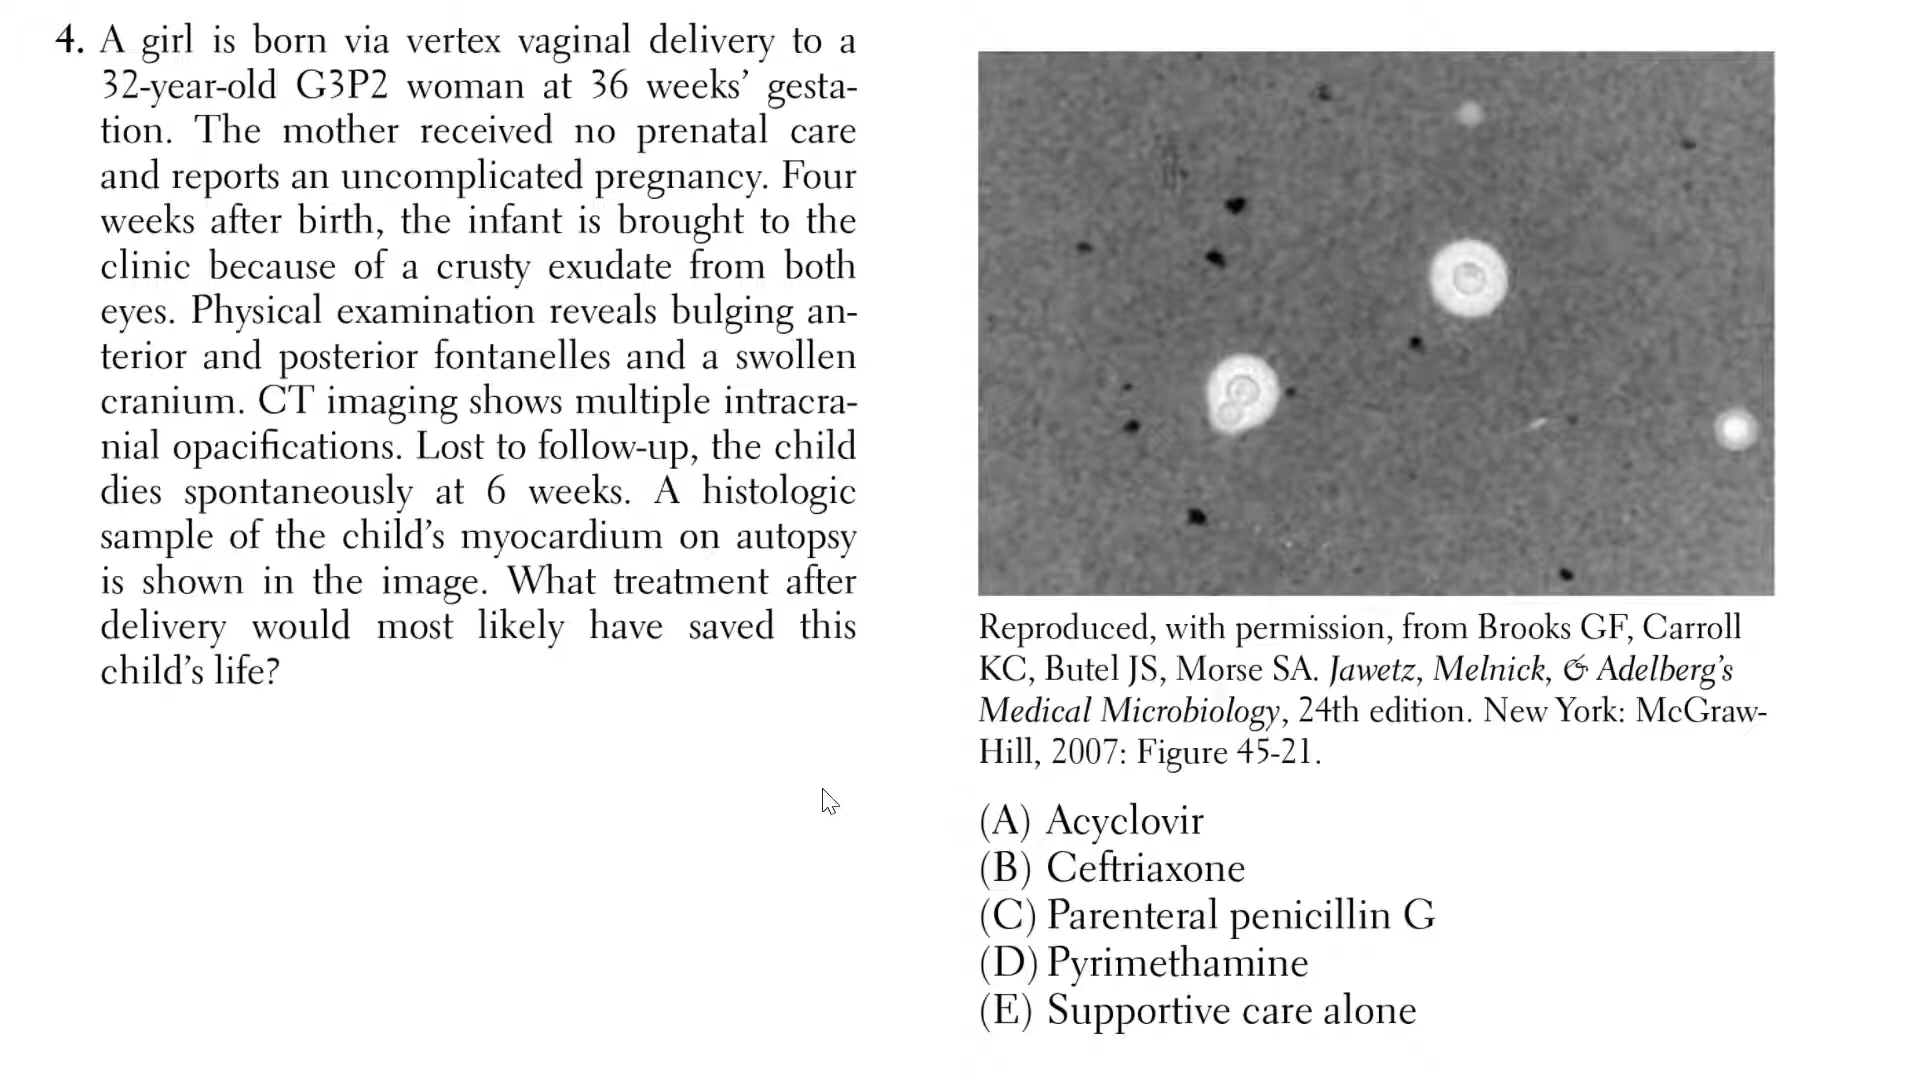 4. A girl is born via vertex vaginal delivery to a
32-year-old G3P2 woman at 36 weeks’ gesta-
tion. The mother received no prenatal care
and reports an uncomplicated pregnancy. Four
weeks after birth, the infant is brought to the
clinic because of a crusty exudate from both
eyes. Physical examination reveals bulging an-
terior and posterior fontanelles and a swollen
cranium. CT imaging shows multiple intracra-
nial opacifications. Lost to follow-up, the child
dies spontaneously at 6 weeks. A histologic
sample of the child’s myocardium on autopsy
is shown in the image. What treatment after
delivery would most likely have saved this
child’s life?
Reproduced, with permission, from Brooks GF, Carroll
KC, Butel JS, Morse SA. Jawetz, Melnick, & Adelberg’s
Medical Microbiology, 24th edition. New York: McGraw-
Hill, 2007: Figure 45-21.
(A) Acyclovir
(B) Ceftriaxone
(C) Parenteral penicillin G
(D) Pyrimethamine
(E) Supportive care alone